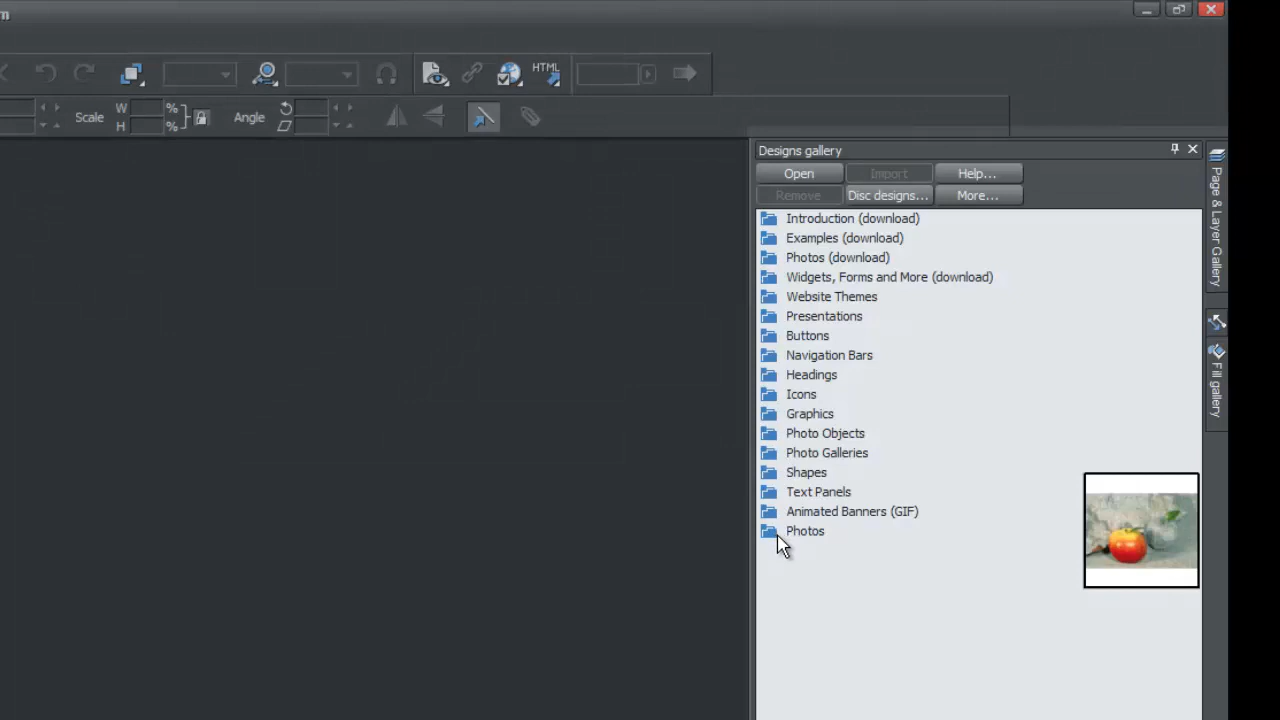 m
HTML
Scale
W
%
H
%
Angle
Designs gallery
Open
Import
Help...
Remove
Disc designs...
More...
Introduction (download)
Examples (download)
Photos (download)
Widgets, Forms and More (download)
Website Themes
Presentations
Buttons
Navigation Bars
Headings
Icons
Graphics
Photo Objects
Photo Galleries
Shapes
Text Panels
Animated Banners (GIF)
Photos
Page & Layer Gallery
Fill gallery